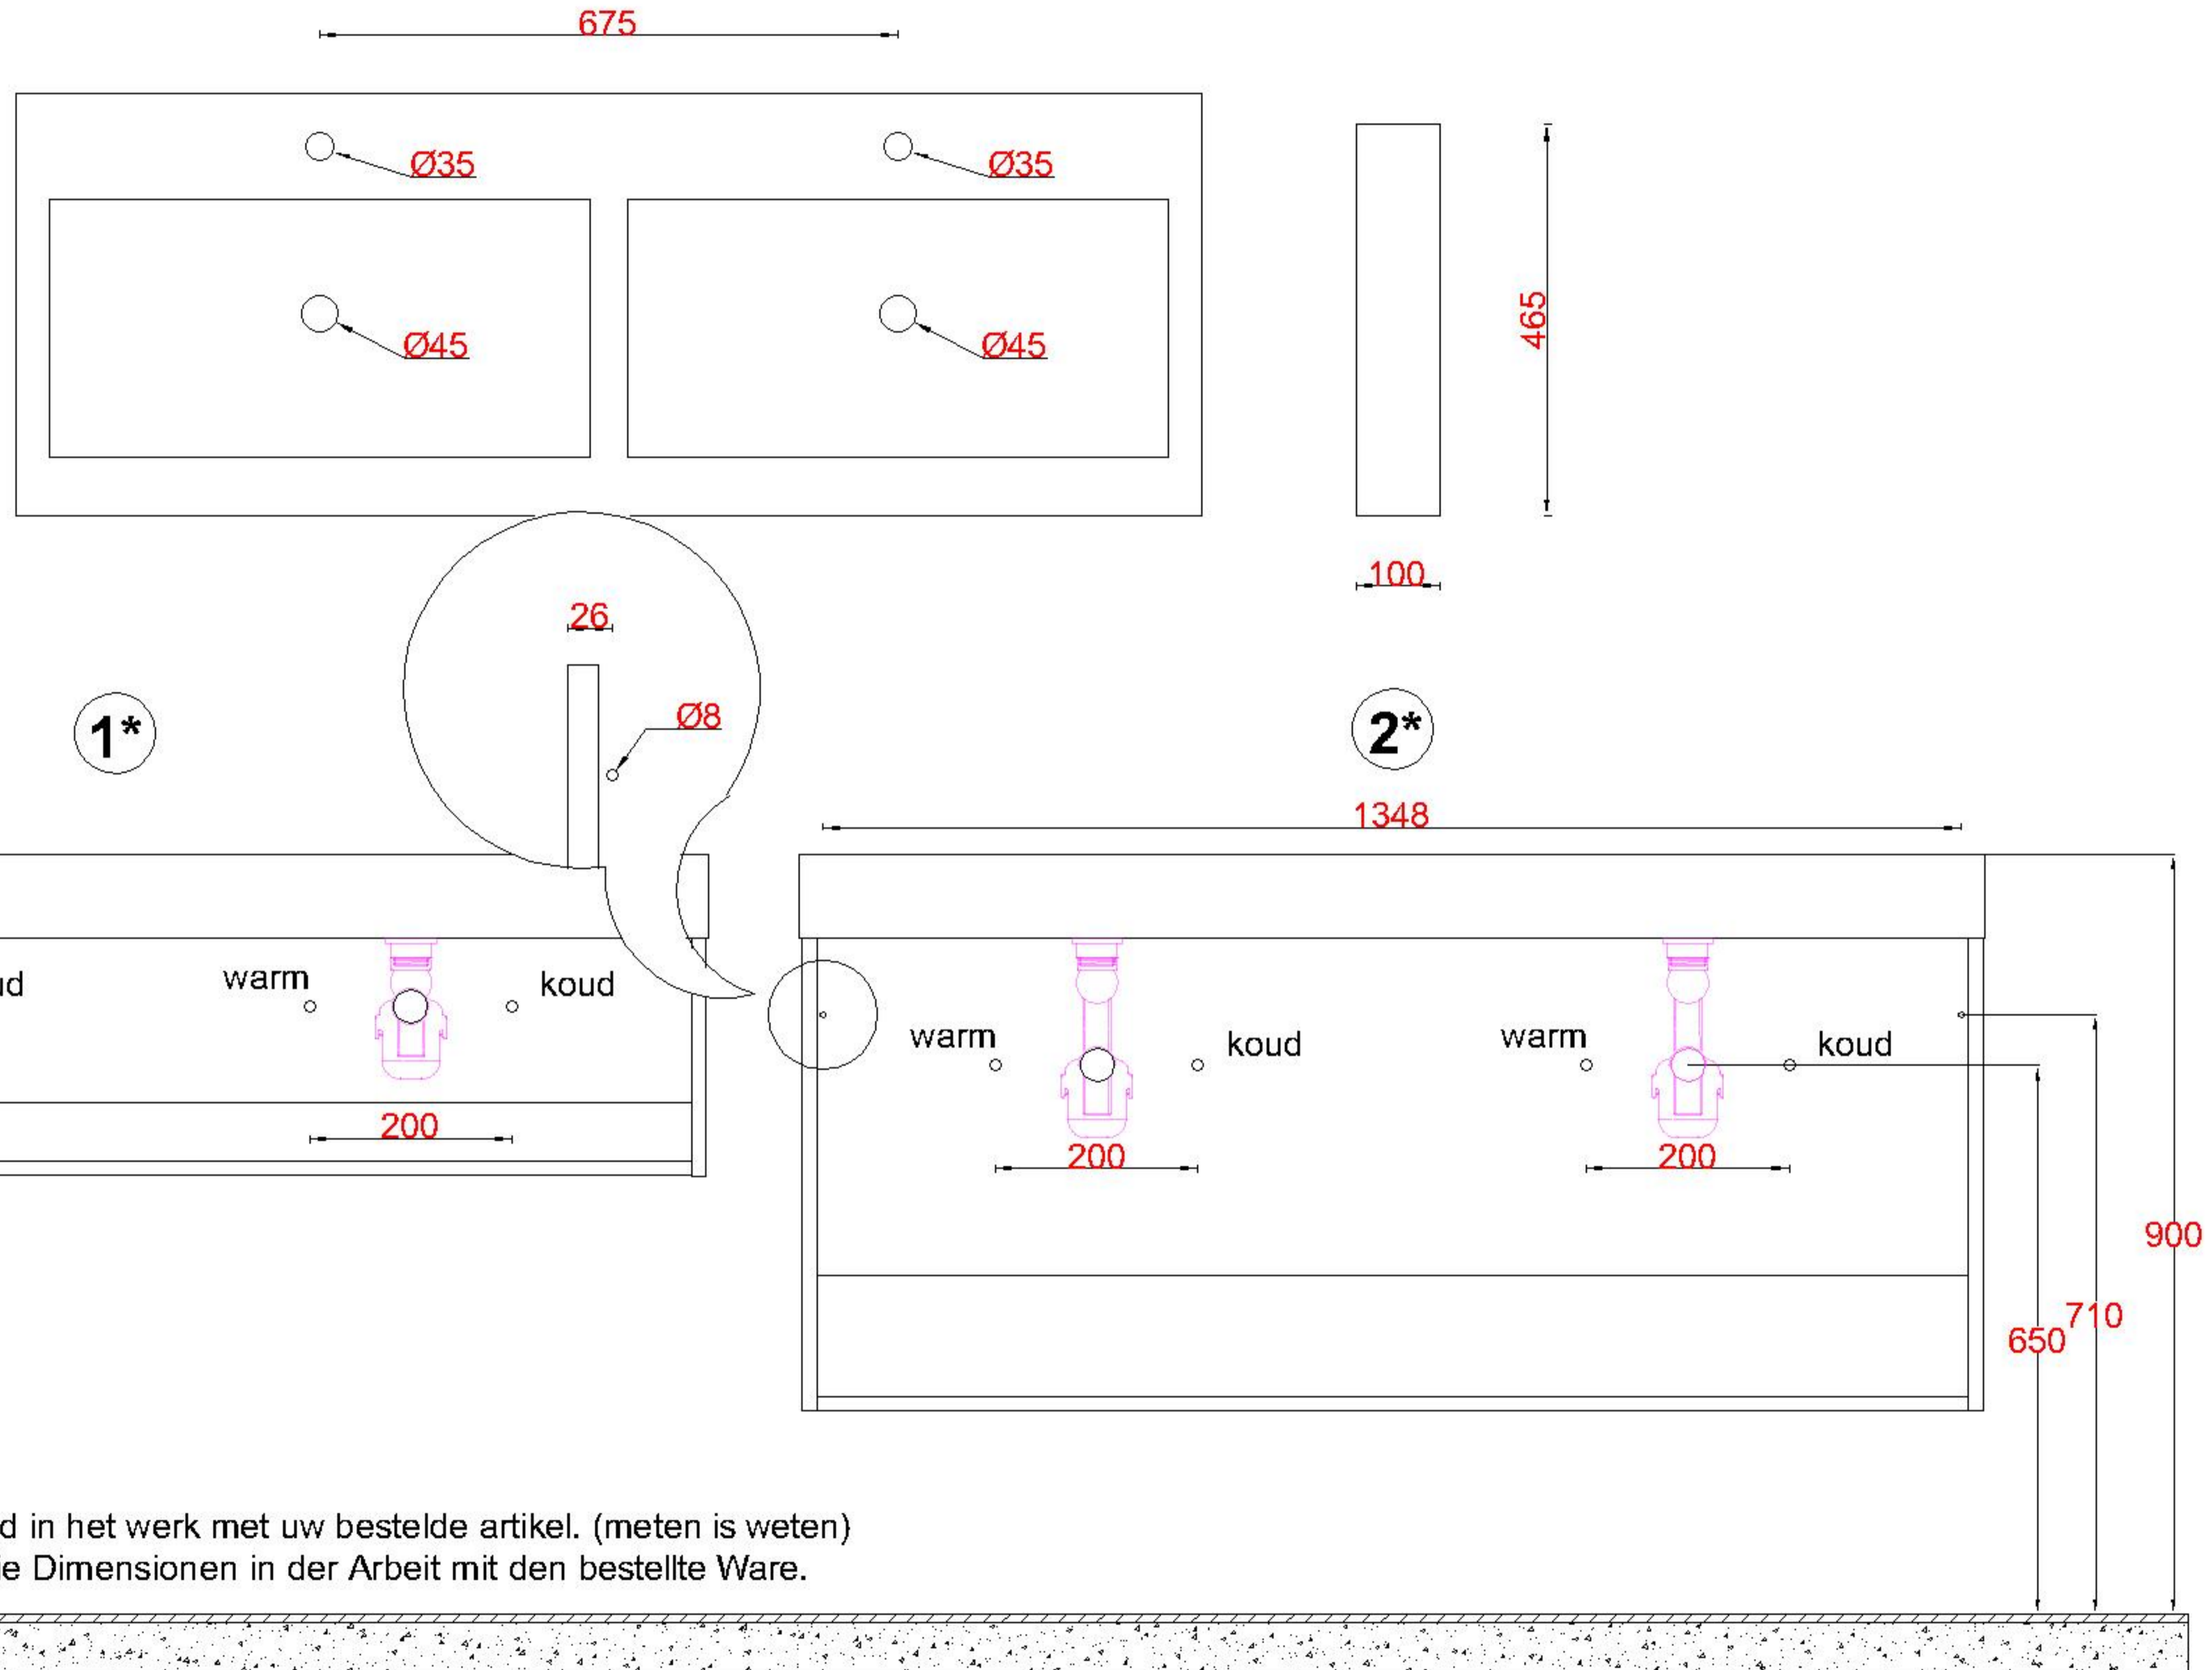 675
Ø35
Ø35
Ø45
Ø45
465
100
26
Ø8
1*
2*
1348
ud
warm
koud
200
warm
koud
warm
koud
200
200
900
710
650
d in het werk met uw bestelde artikel. (meten is weten)
ie Dimensionen in der Arbeit mit den bestellte Ware.